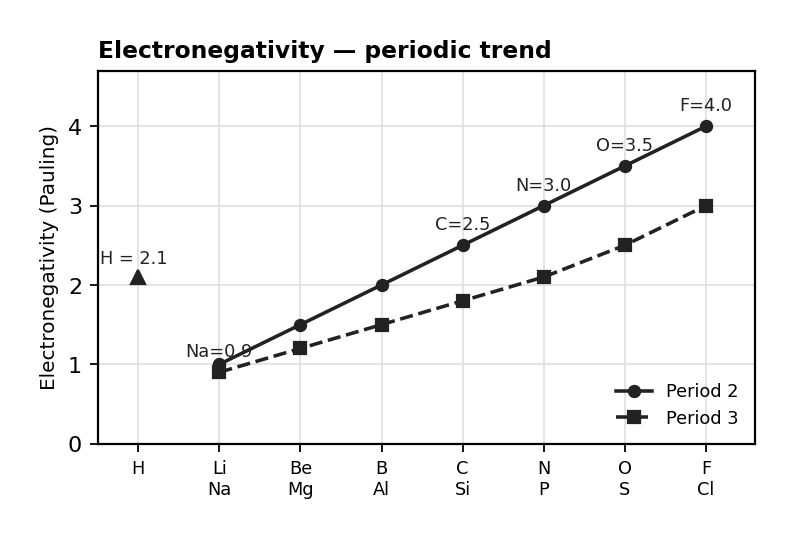 Electronegativity — periodic trend
Electronegativity (Pauling)
4
3
2
1
0
F=4.0
O=3.5
N=3.0
C=2.5
H = 2.1
Na=0.9
Period 2
Period 3
H Li Be B C N O F
Na Mg Al Si P S Cl